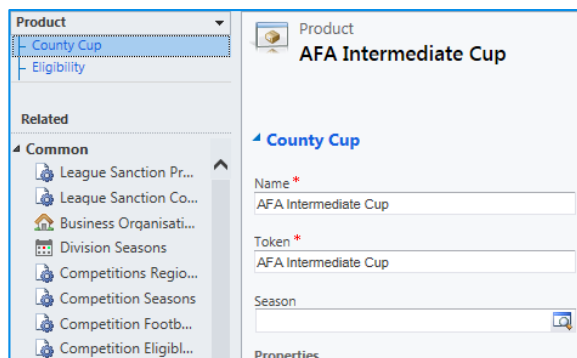 Product
County Cup
Eligibility
Related
Common
League Sanction Pr...
League Sanction Co...
Business Organisati...
Division Seasons
Competitions Regio...
Competition Seasons
Competition Footb...
Competition Eligibl...
Product
AFA Intermediate Cup
County Cup
Name *
AFA Intermediate Cup
Token *
AFA Intermediate Cup
Season
Properties